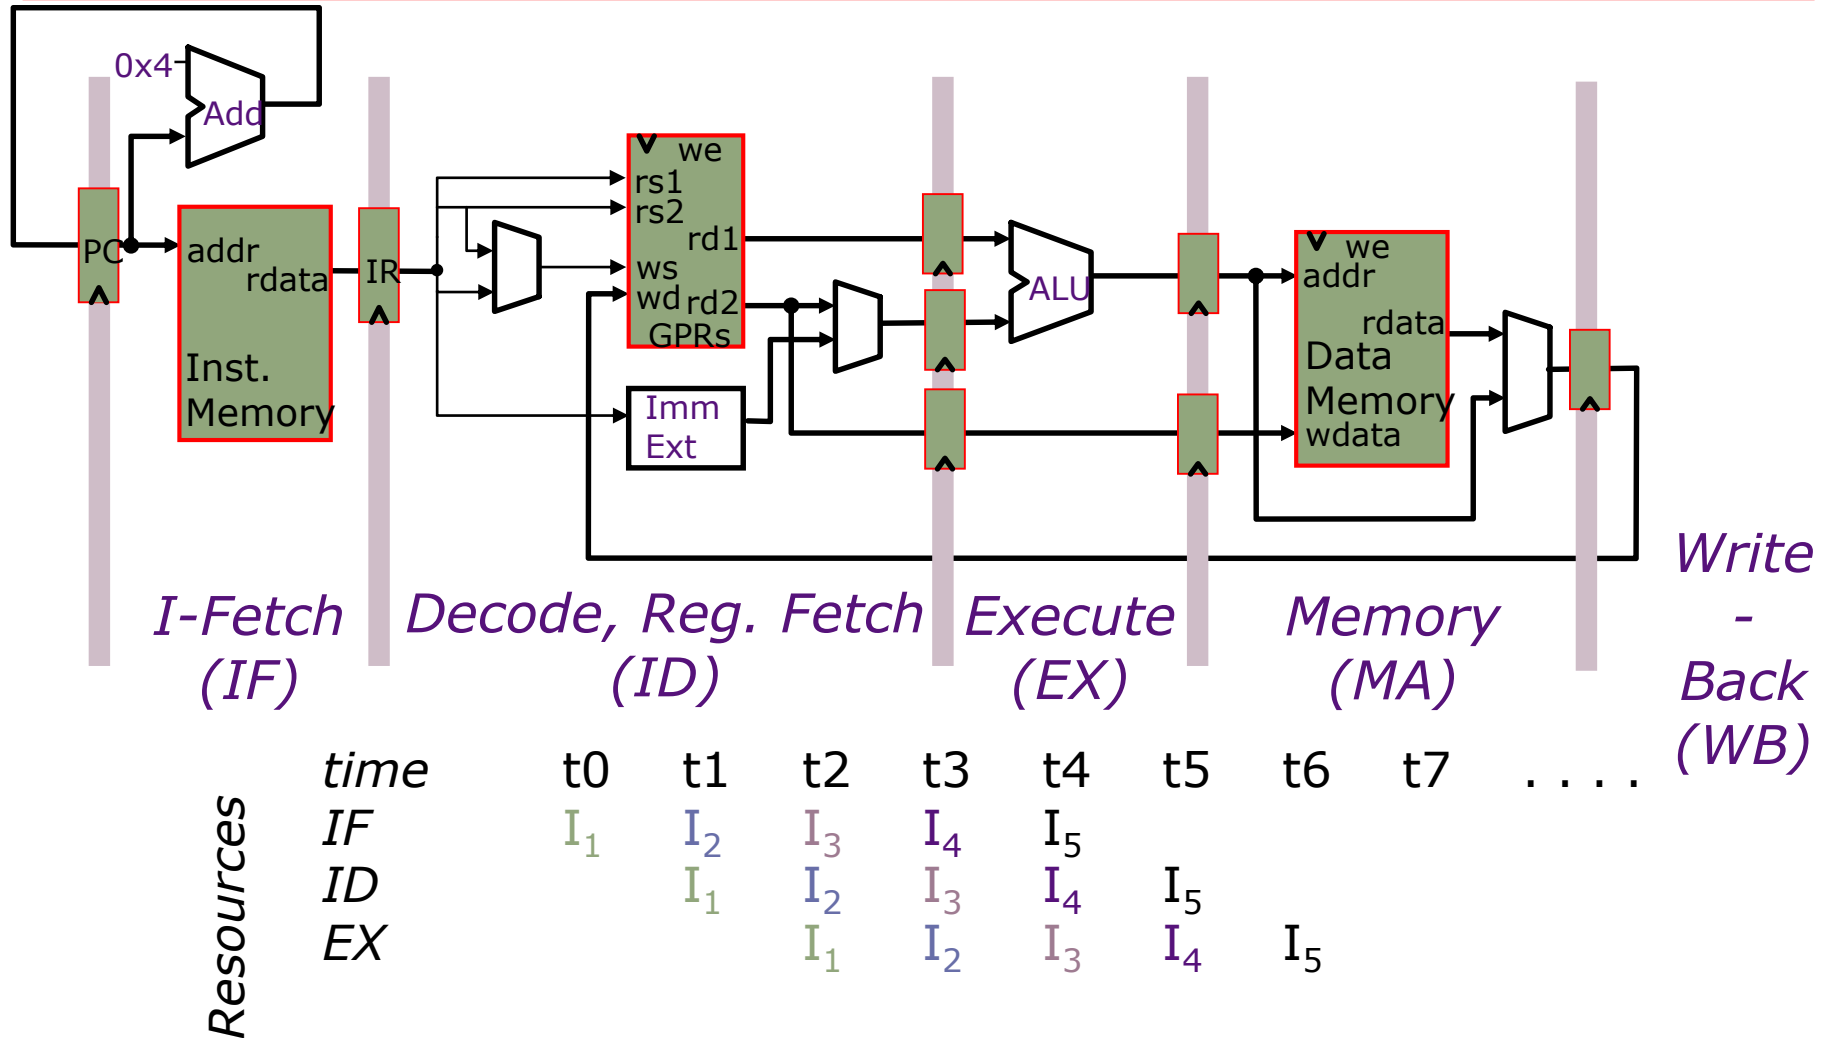 0x4
Add
PC
addr
rdata
Inst.
Memory
IR
we
rs1
rs2
rd1
ws
wd rd2
GPRs
Imm
Ext
ALU
we
addr
rdata
Data
Memory
wdata
I-Fetch
(IF)
Decode, Reg. Fetch
(ID)
Execute
(EX)
Memory
(MA)
Write
-
Back
(WB)
time t0 t1 t2 t3 t4 t5 t6 t7 . . . .
Resources
IF I1 I2 I3 I4 I5
ID I1 I2 I3 I4 I5
EX I1 I2 I3 I4 I5